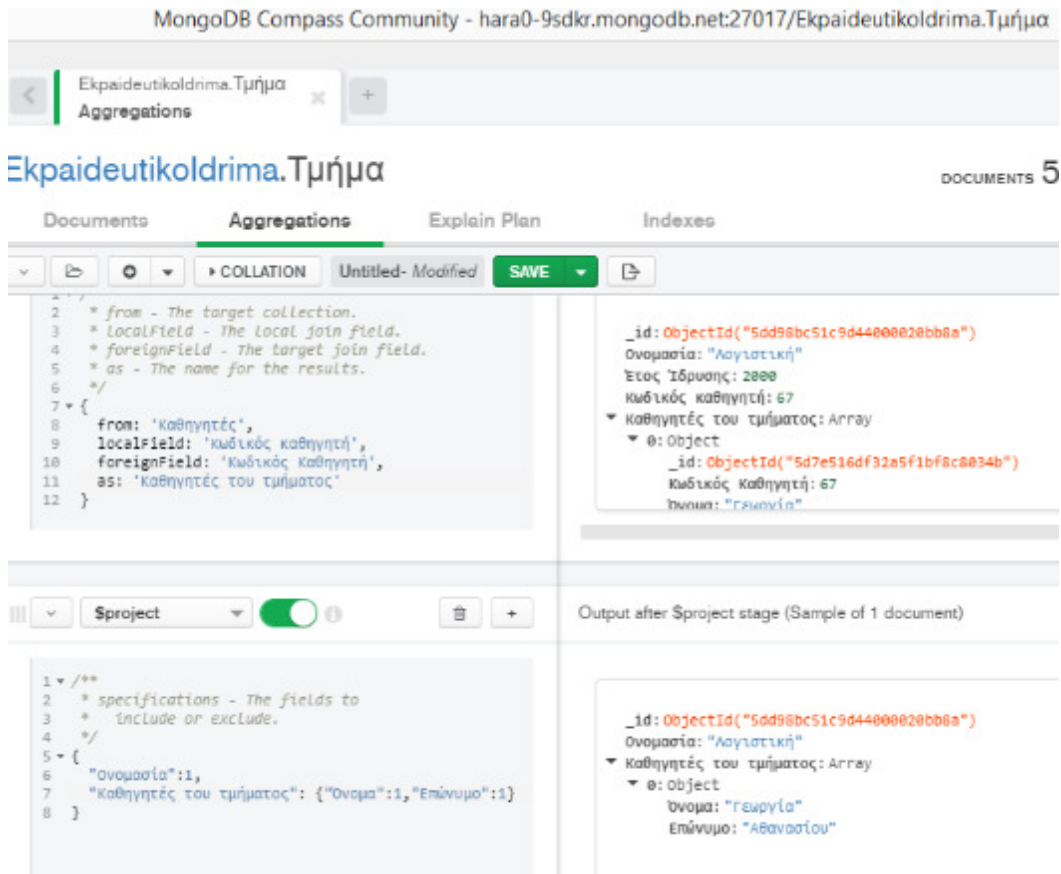 MongoDB Compass Community - hara0-9sdkr.mongodb.net:27017/Ekpaideutikoldrima.Τμήμα
Ekpaideutikoldrima.Τμήμα
Aggregations
Ekpaideutikoldrima.Τμήμα
DOCUMENTS 5
Documents Aggregations Explain Plan Indexes
COLLATION Untitled- Modified SAVE
2 * from - The target collection.
3 * localField - The local join field.
4 * foreignField - The target join field.
5 * as - The name for the results.
6 */
7 {
8 from: 'Καθηγητές',
9 localField: 'Κωδικός καθηγητή',
10 foreignField: 'Κωδικός Καθηγητή',
11 as: 'Καθηγητές του τμήματος'
12 }
_id: ObjectId("5dd98bc51c9d44000020bb8a")
Ονομασία: "Λογιστική"
Έτος Ίδρυσης: 2000
Κωδικός καθηγητή: 67
Καθηγητές του τμήματος: Array
0: Object
_id: ObjectId("5d7e516df32a5f1bf8c8034b")
Κωδικός Καθηγητή: 67
Όνομα: "Γεωργία"
$project
Output after $project stage (Sample of 1 document)
1 /**
2 * specifications - The fields to
3 * include or exclude.
4 */
5 {
6 "Ονομασία":1,
7 "Καθηγητές του τμήματος": {"Όνομα":1,"Επώνυμο":1}
8 }
_id: ObjectId("5dd98bc51c9d44000020bb8a")
Ονομασία: "Λογιστική"
Καθηγητές του τμήματος: Array
0: Object
Όνομα: "Γεωργία"
Επώνυμο: "Αθανασίου"